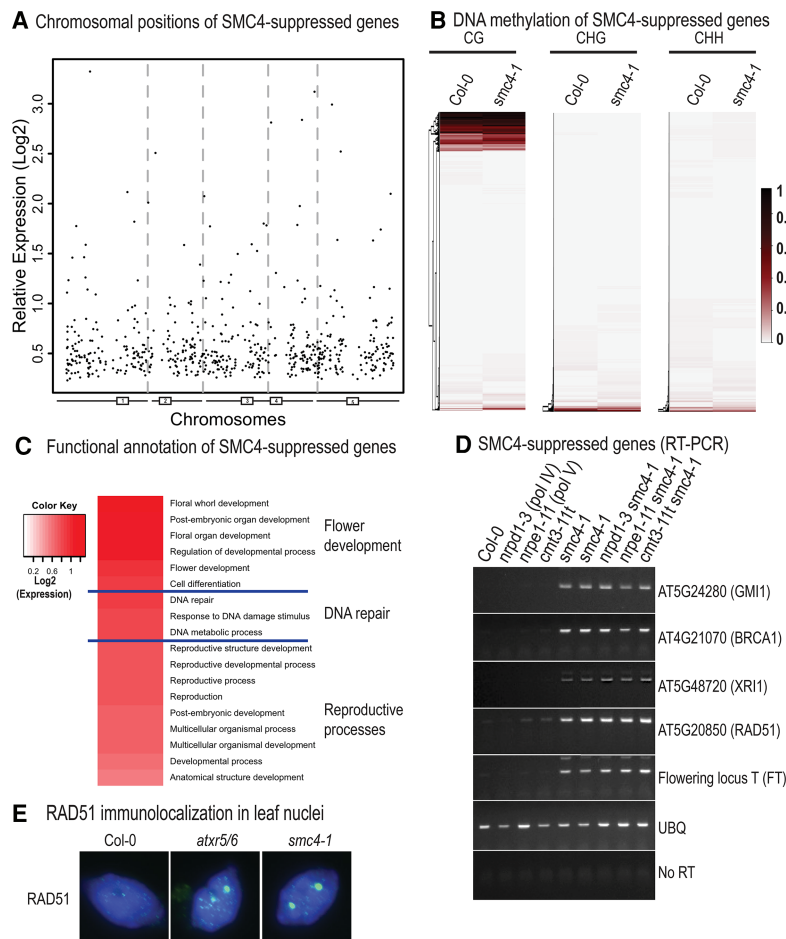 A Chromosomal positions of SMC4-suppressed genes
Relative Expression (Log2)
3.0
2.5
2.0
1.5
1.0
0.5
1
2
3
4
5
Chromosomes
B DNA methylation of SMC4-suppressed genes
CG
CHG
CHH
Col-0
smc4-1
Col-0
smc4-1
Col-0
smc4-1
1
0.
0.
0.
0.
0
C Functional annotation of SMC4-suppressed genes
Color Key
0.2 0.6 1
Log2
(Expression)
Floral whorl development
Post-embryonic organ development
Floral organ development
Regulation of developmental process
Flower development
Cell differentiation
DNA repair
Response to DNA damage stimulus
DNA metabolic process
Reproductive structure development
Reproductive developmental process
Reproductive process
Reproduction
Post-embryonic development
Multicellular organismal process
Multicellular organismal development
Developmental process
Anatomical structure development
Flower
development
DNA repair
Reproductive
processes
D SMC4-suppressed genes (RT-PCR)
Col-0
nrpd1-3 (pol IV)
nrpe1-11 (pol V)
cmt3-11t
smc4-1
smc4-1
nrpd1-3 smc4-1
nrpe1-11 smc4-1
cmt3-11t smc4-1
AT5G24280 (GMI1)
AT4G21070 (BRCA1)
AT5G48720 (XRI1)
AT5G20850 (RAD51)
Flowering locus T (FT)
UBQ
No RT
E RAD51 immunolocalization in leaf nuclei
Col-0
atxr5/6
smc4-1
RAD51